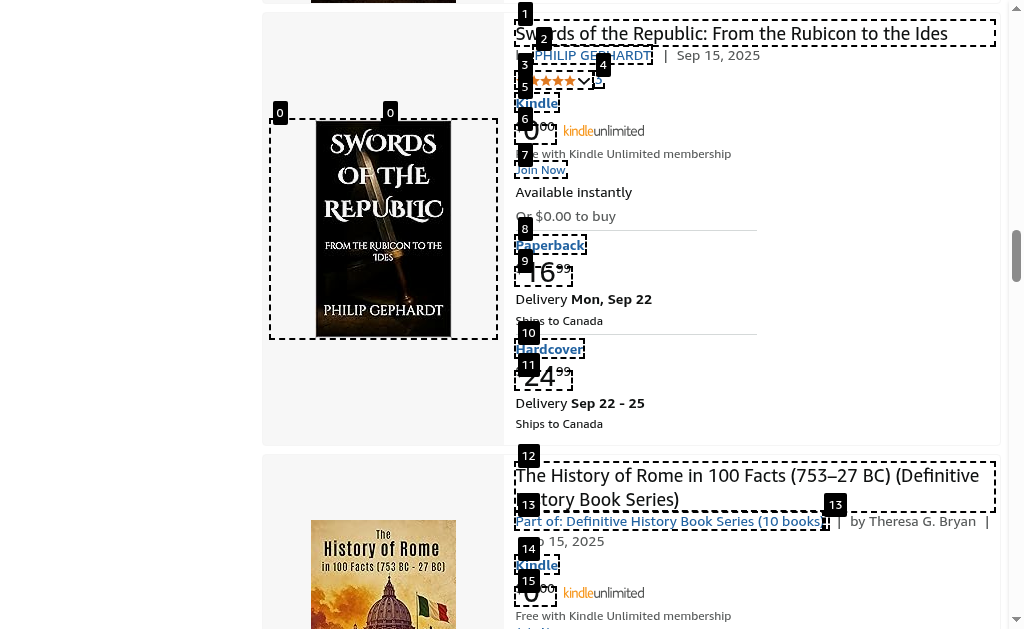 1
Swords of the Republic: From the Rubicon to the Ides
2
PHILIP GEPHARDT | Sep 15, 2025
3
4
5
3
Kindle
0 0
6
0 00 kindleunlimited
Free with Kindle Unlimited membership
7
Join Now
Available instantly
Or $0.00 to buy
8
Paperback
9
16 99
Delivery Mon, Sep 22
Ships to Canada
10
Hardcover
11
24 99
Delivery Sep 22 - 25
Ships to Canada
SWORDS
OF THE
REPUBLIC
FROM THE RUBICON TO THE
IDES
PHILIP GEPHARDT
12
The History of Rome in 100 Facts (753–27 BC) (Definitive
History Book Series)
13 13
Part of: Definitive History Book Series (10 books) | by Theresa G. Bryan |
Sep 15, 2025
14
Kindle
15
0 00 kindleunlimited
Free with Kindle Unlimited membership
The
History of Rome
in 100 Facts (753 BC - 27 BC)